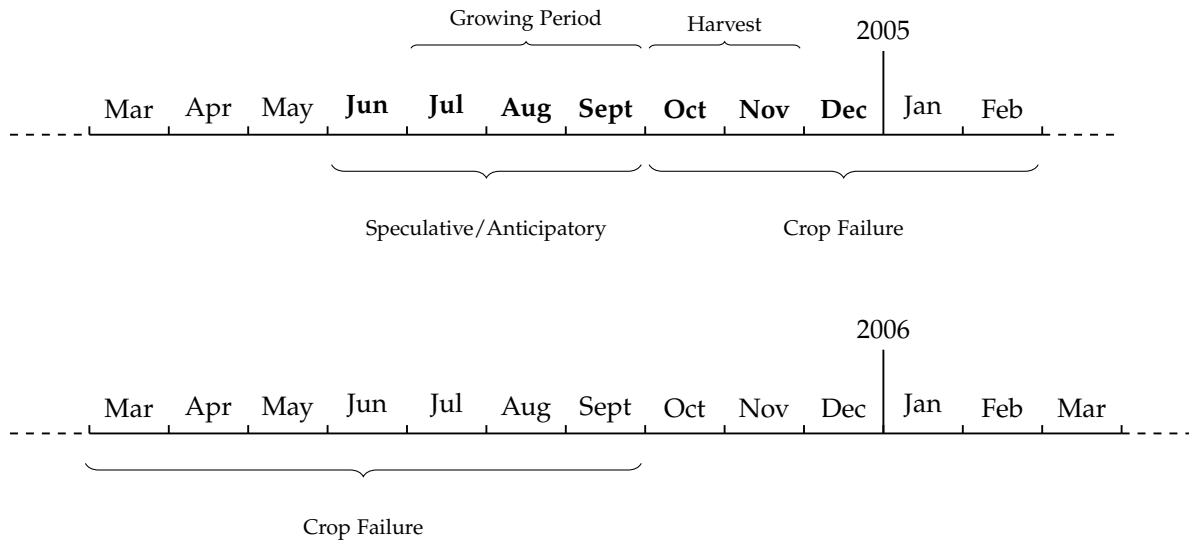 Growing Period Harvest 2005
Mar Apr May Jun Jul Aug Sept Oct Nov Dec Jan Feb
Speculative/Anticipatory Crop Failure
2006
Mar Apr May Jun Jul Aug Sept Oct Nov Dec Jan Feb Mar
Crop Failure